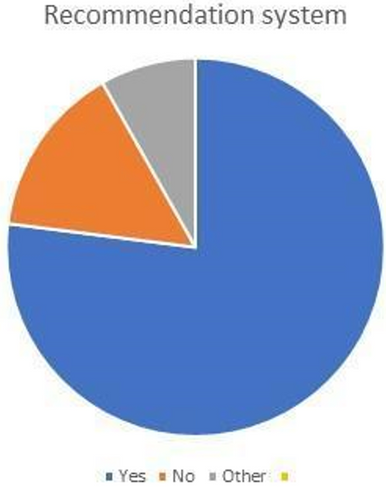 Recommendation system
Yes No Other